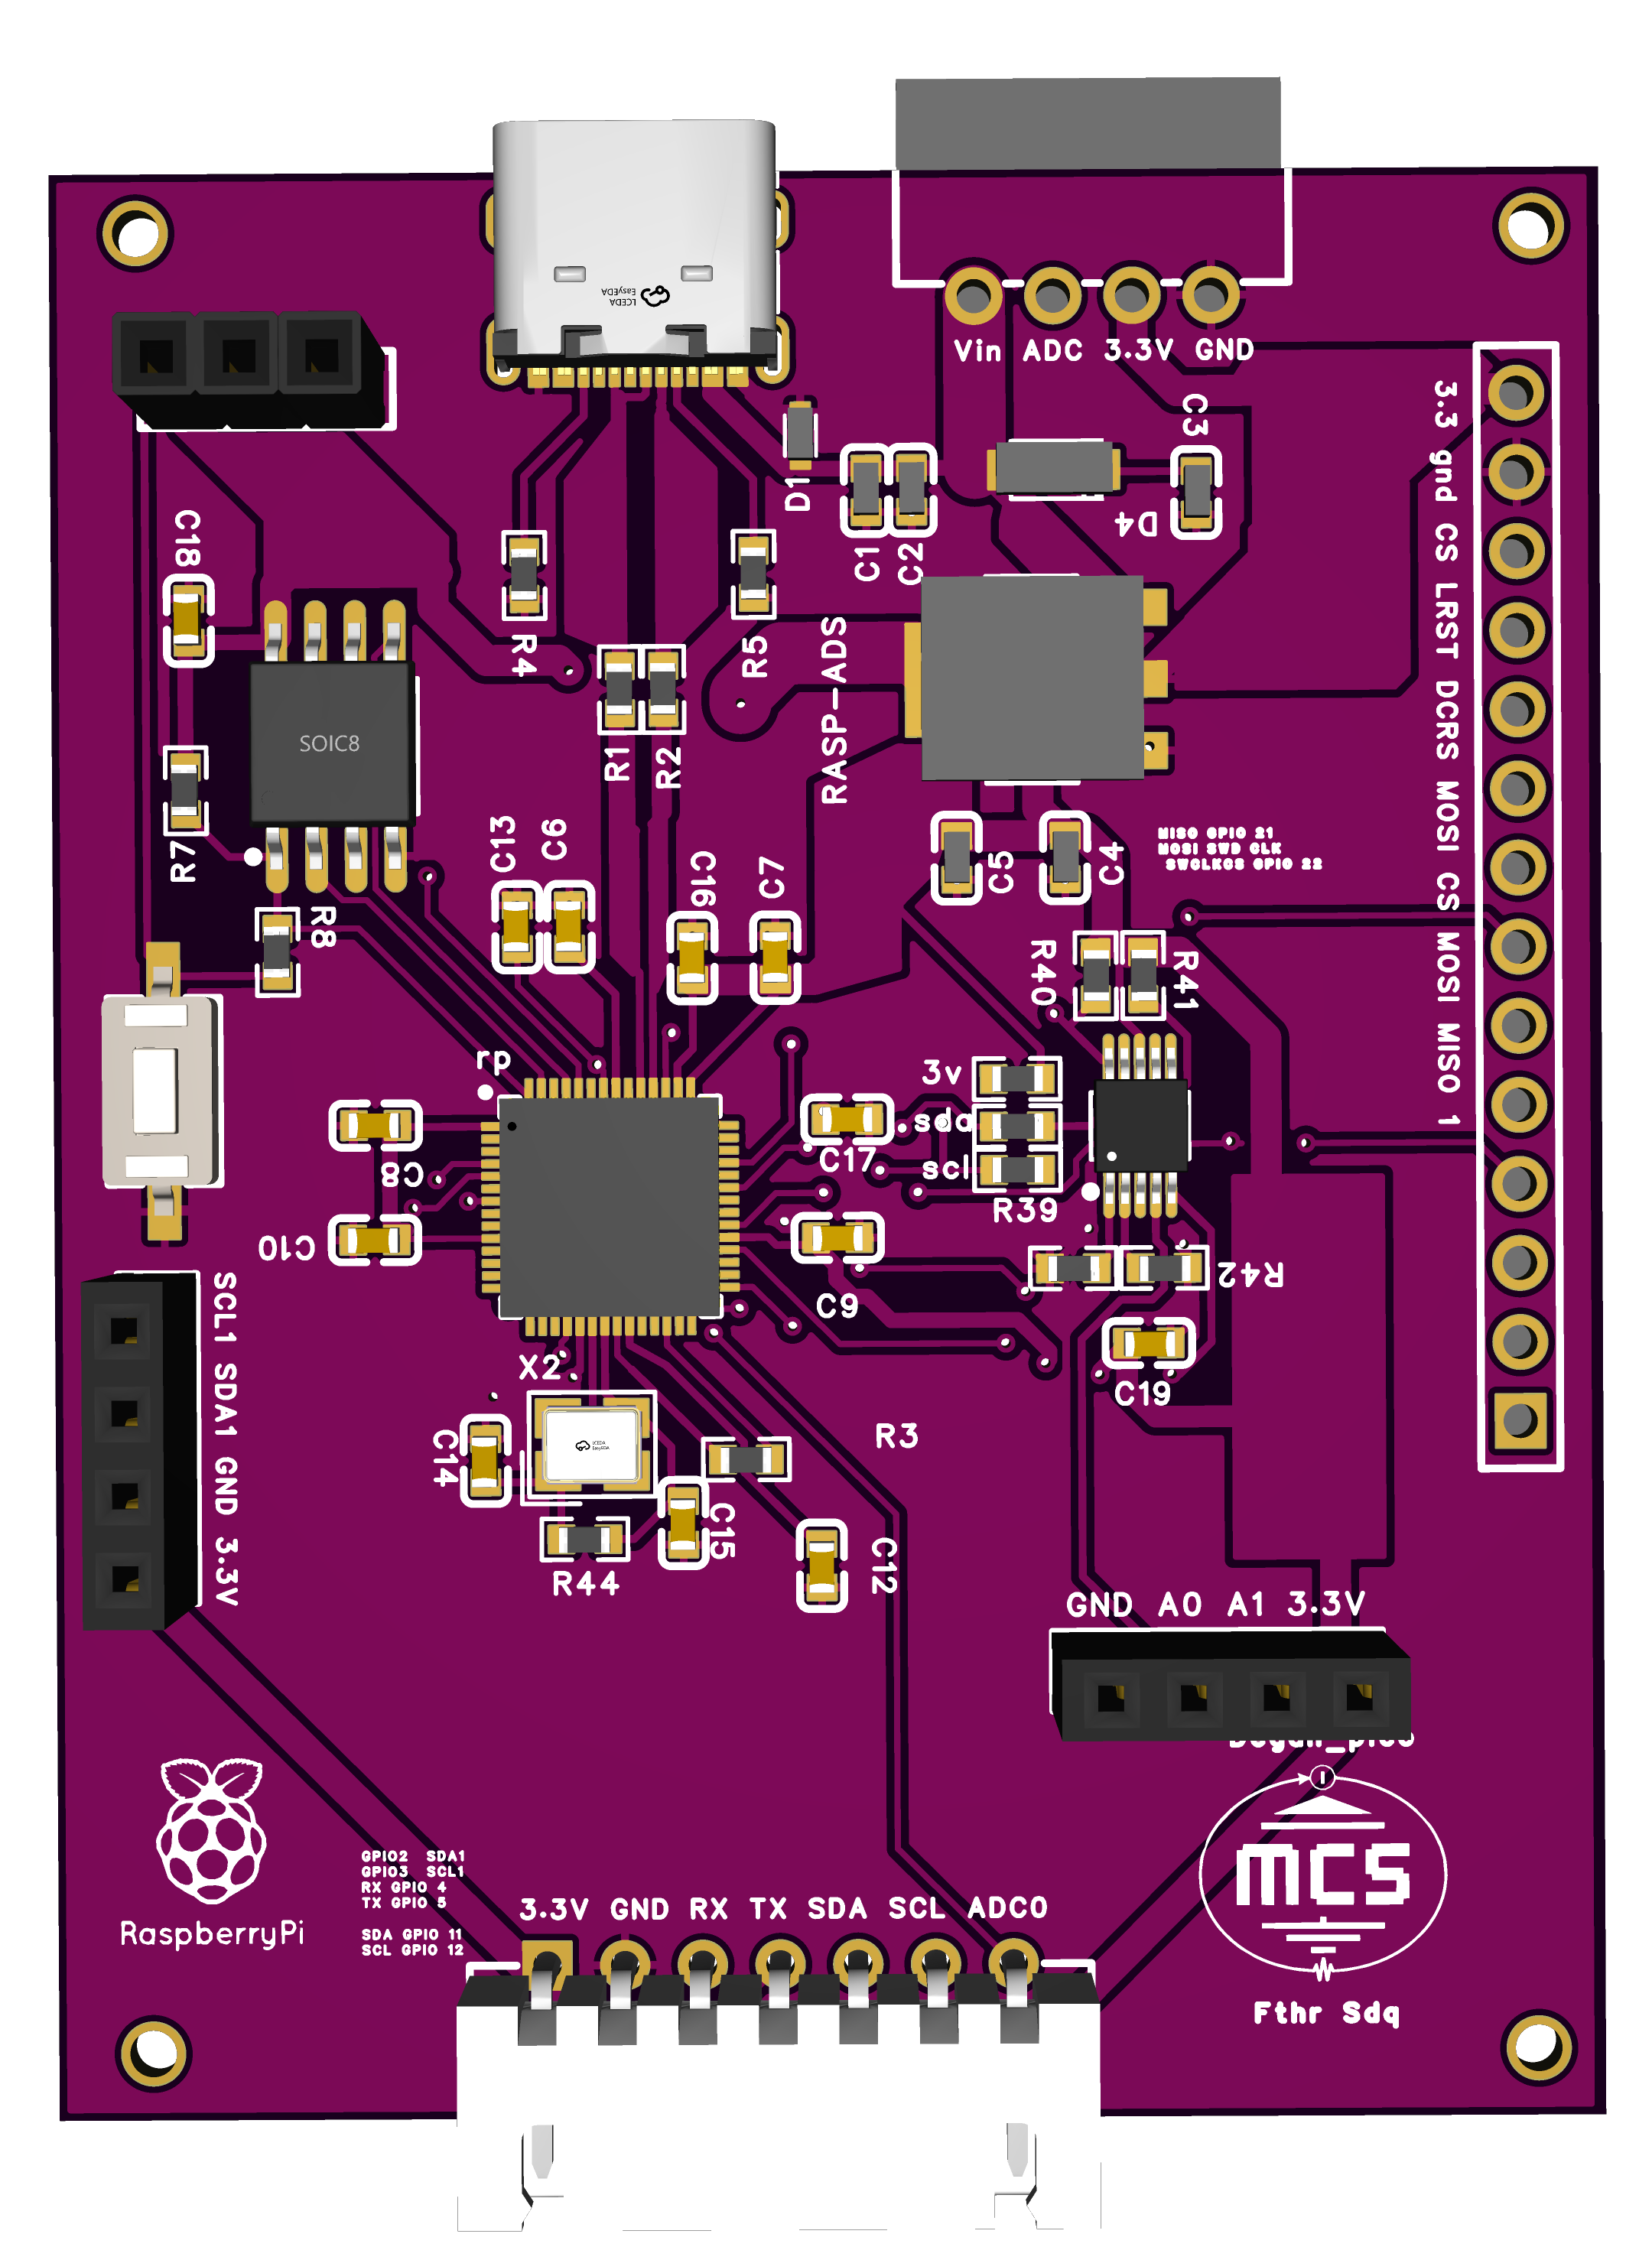 LCEDA
EasyEDA
Vin ADC 3.3V GND
3.3 gnd CS LRST DCRS MOSI CS MOSI MISO 1
C3
D1
D4
C1
C2
C18
R4
R5
RASP-ADS
SOIC8
R1
R2
R7
C13
C6
C16
C7
C5
C4
MISO GPIO 21
MOSI SWD CLK
SWCLKCS GPIO 22
R8
R40
R41
rp
3v
sda
scl
C17
C8
R39
C10
R42
C9
SCL1 SDA1 GND 3.3V
X2
LCEDA
EasyEDA
C19
R3
C14
C15
C12
R44
GND A0 A1 3.3V
MCS
Fthr Sdq
RaspberryPi
GPIO2 SDA1
GPIO3 SCL1
RX GPIO 4
TX GPIO 5
SDA GPIO 11
SCL GPIO 12
3.3V GND RX TX SDA SCL ADC0